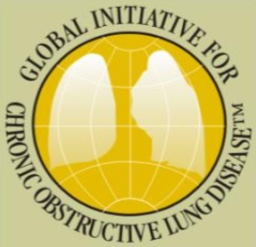 GLOBAL INITIATIVE FOR
CHRONIC OBSTRUCTIVE LUNG DISEASE™